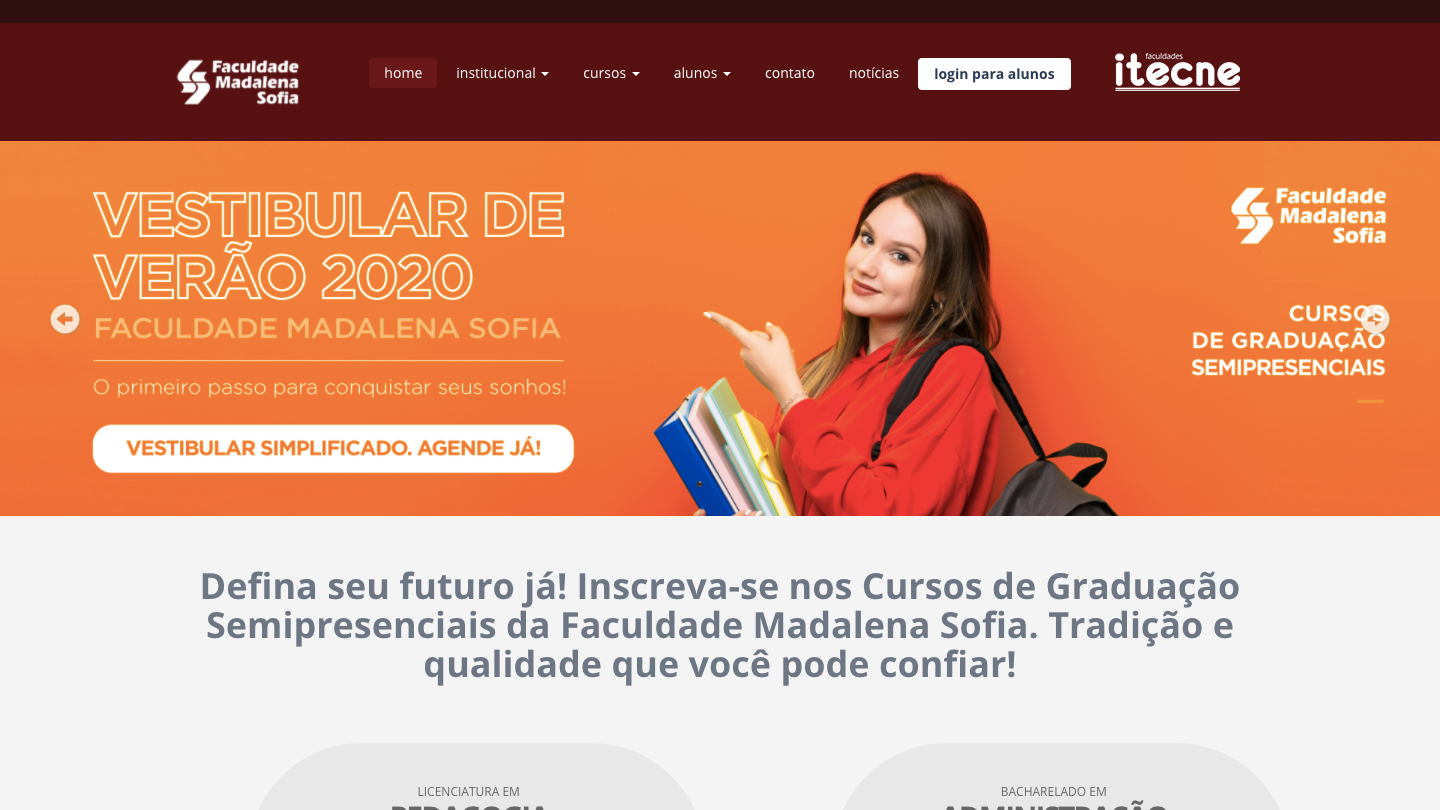 Faculdade
Madalena
Sofia
home
institucional
cursos
alunos
contato
notícias
login para alunos
faculdades
itecne
VESTIBULAR DE
VERÃO 2020
FACULDADE MADALENA SOFIA
O primeiro passo para conquistar seus sonhos!
VESTIBULAR SIMPLIFICADO. AGENDE JÁ!
Faculdade
Madalena
Sofia
CURSOS
DE GRADUAÇÃO
SEMIPRESENCIAIS
Defina seu futuro já! Inscreva-se nos Cursos de Graduação
Semipresenciais da Faculdade Madalena Sofia. Tradição e
qualidade que você pode confiar!
LICENCIATURA EM
PEDAGOGIA
BACHARELADO EM
ADMINISTRAÇÃO